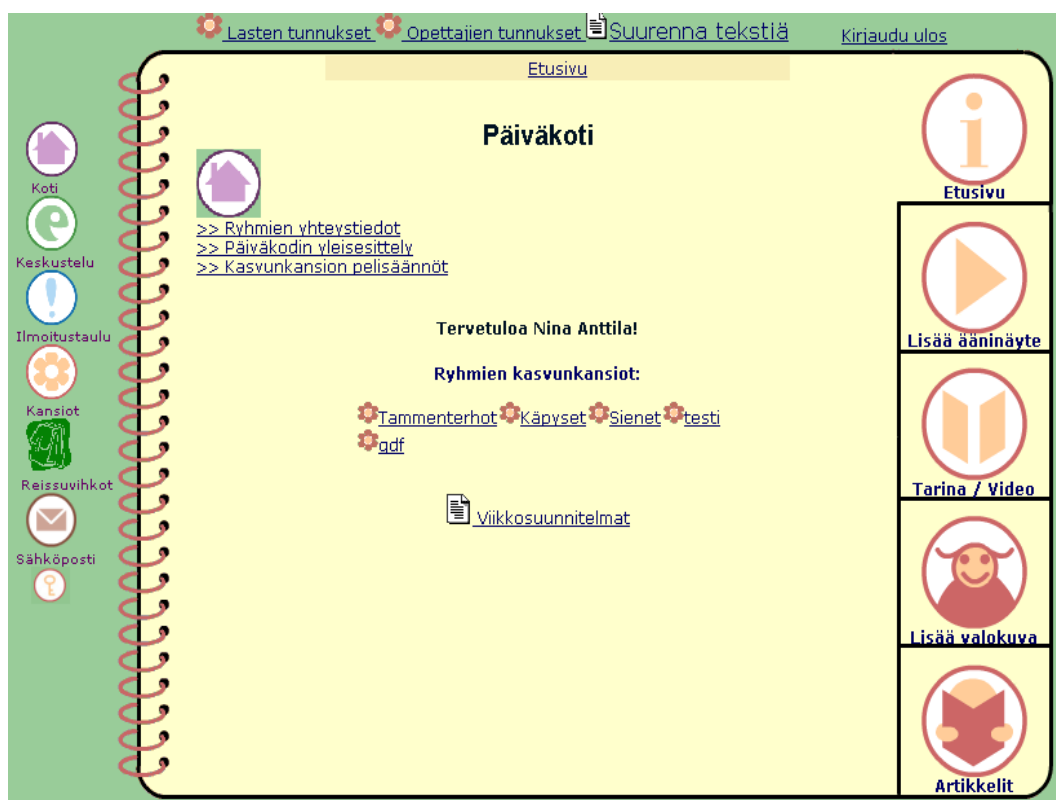 Lasten tunnukset Opettajien tunnukset Suurenna tekstiä Kirjaudu ulos
Etusivu
Päiväkoti
>> Ryhmien yhteystiedot
>> Päiväkodin yleisesittely
>> Kasvunkansion pelisäännöt
Tervetuloa Nina Anttila!
Ryhmien kasvunkansiot:
Tammenterhot Käpyset Sienet testi
gdf
Viikkosuunnitelmat
Koti
Keskustelu
Ilmoitustaulu
Kansiot
Reissuvihkot
Sähköposti
Etusivu
Lisää ääninäyte
Tarina / Video
Lisää valokuva
Artikkelit